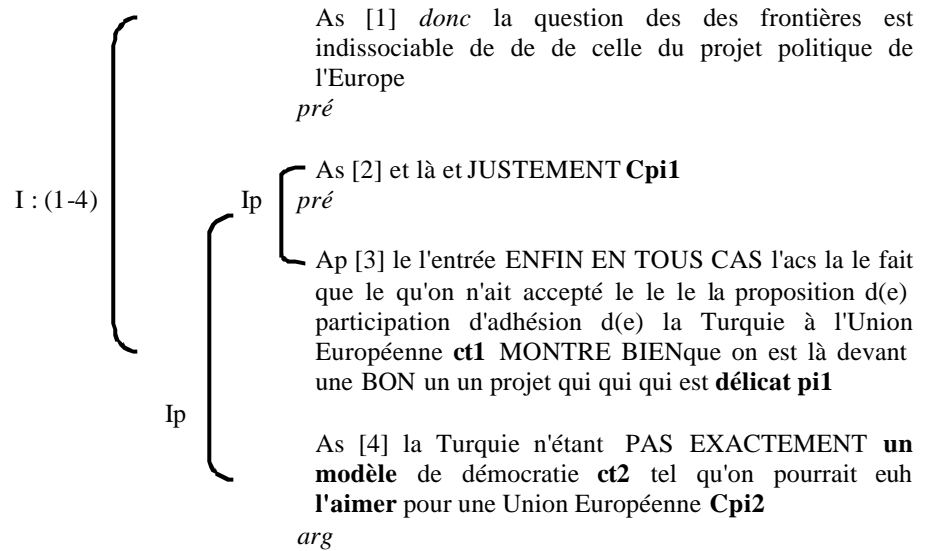 As [1] donc la question des des frontières est
indissociable de de de celle du projet politique de
l'Europe
pré
As [2] et là et JUSTEMENT Cpi1
I : (1-4)
Ip
pré
Ap [3] le l'entrée ENFIN EN TOUS CAS l'acs la le fait
que le qu'on n'ait accepté le le le la proposition d(e)
participation d'adhésion d(e) la Turquie à l'Union
Européenne ct1 MONTRE BIENque on est là devant
une BON un un projet qui qui qui est délicat pi1
Ip
As [4] la Turquie n'étant PAS EXACTEMENT un
modèle de démocratie ct2 tel qu'on pourrait euh
l'aimer pour une Union Européenne Cpi2
arg